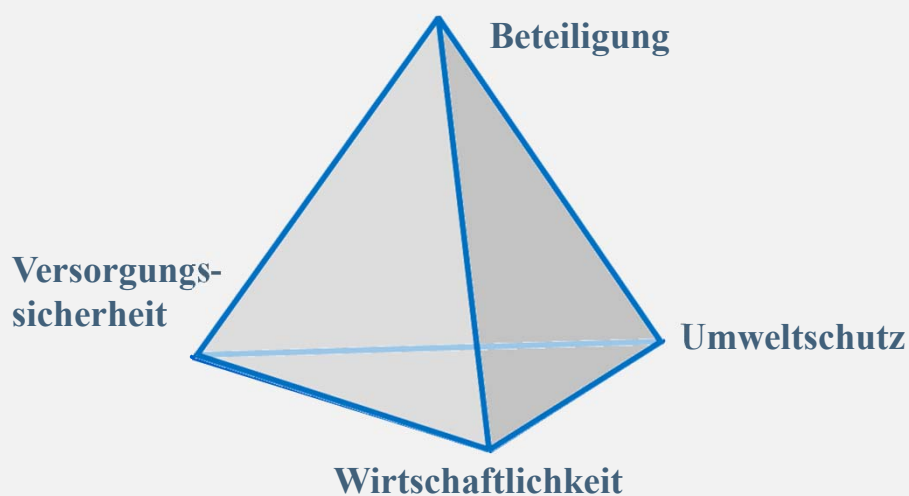 Beteiligung
Versorgungs-
sicherheit
Umweltschutz
Wirtschaftlichkeit